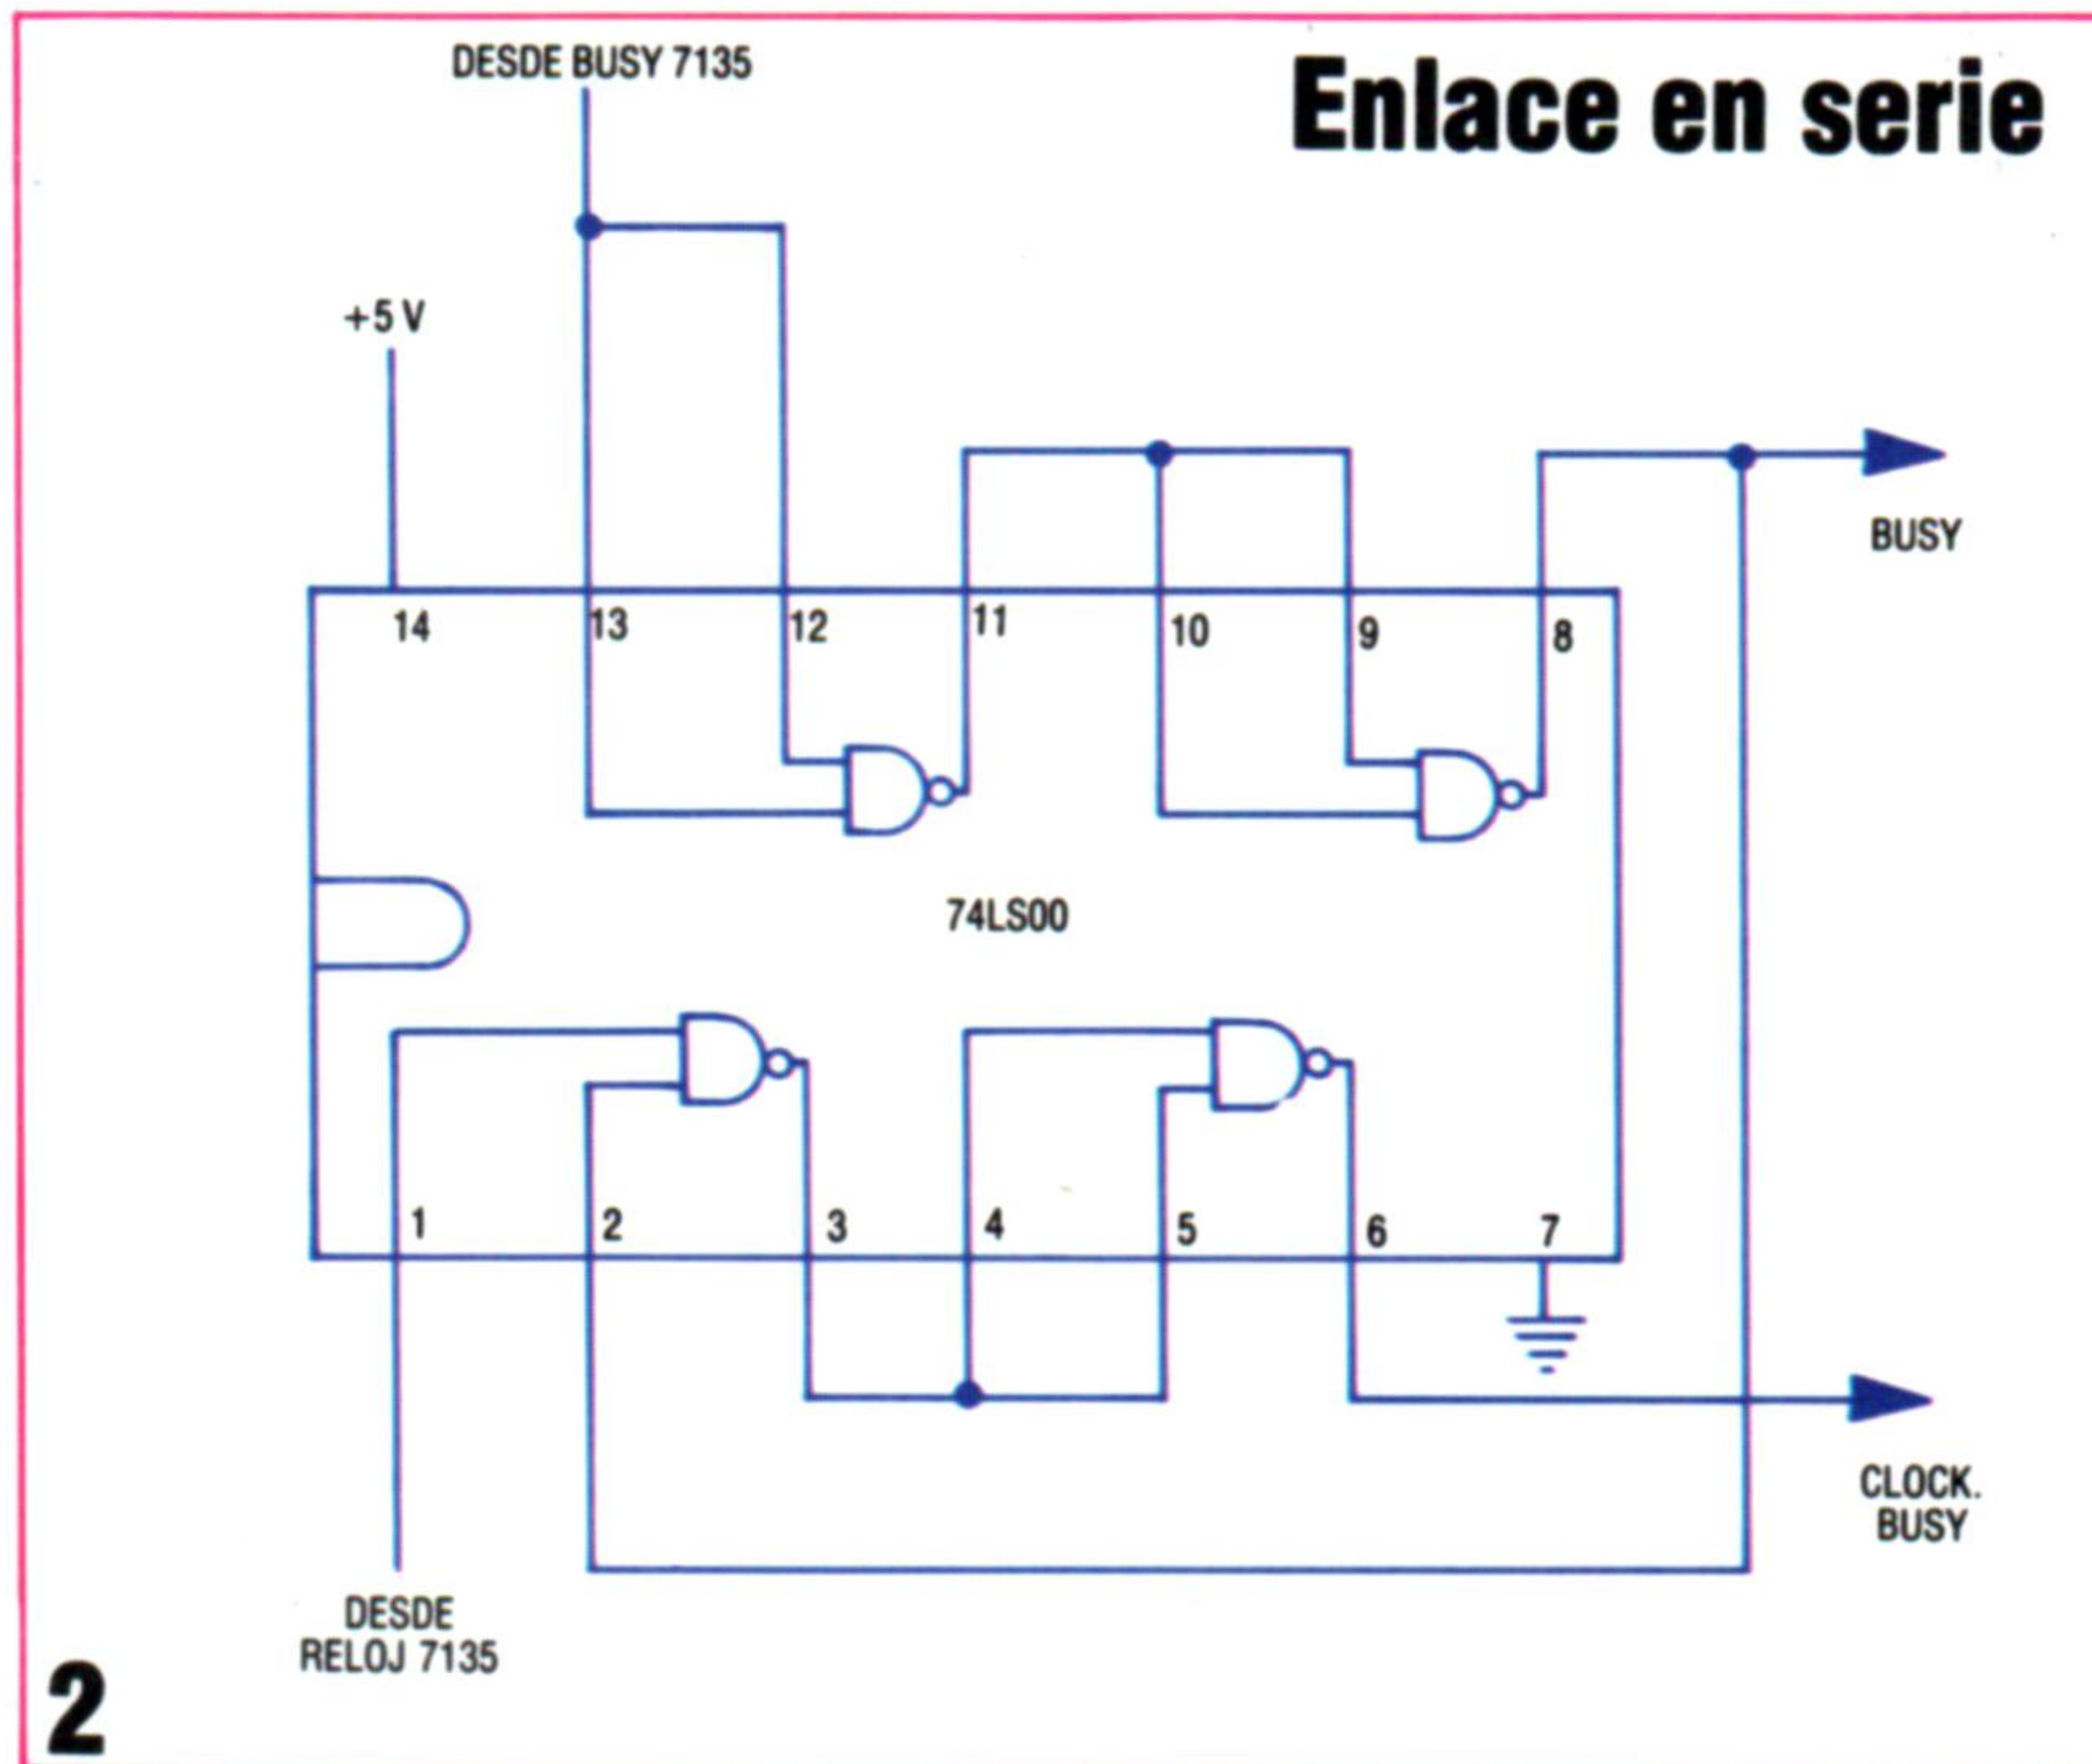 DESDE BUSY 7135
Enlace en serie
+5 V
BUSY
14 13 12 11 10 9 8
74LS00
1 2 3 4 5 6 7
CLOCK.
BUSY
DESDE
RELOJ 7135
2